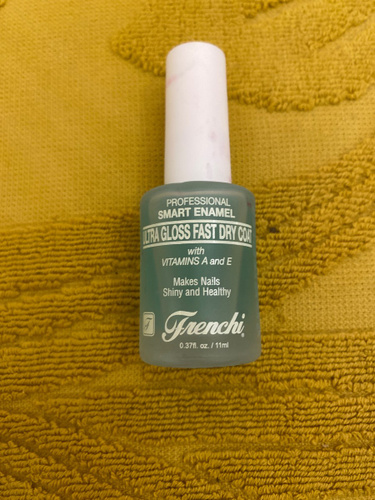 PROFESSIONAL
SMART ENAMEL
ULTRA GLOSS FAST DRY COAT
with
VITAMINS A and E
Makes Nails
Shiny and Healthy
Frenchi
0.37fl. oz. / 11ml